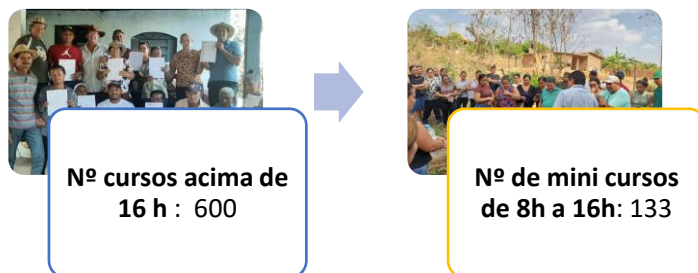 Nº cursos acima de
16 h : 600
Nº de mini cursos
de 8h a 16h: 133